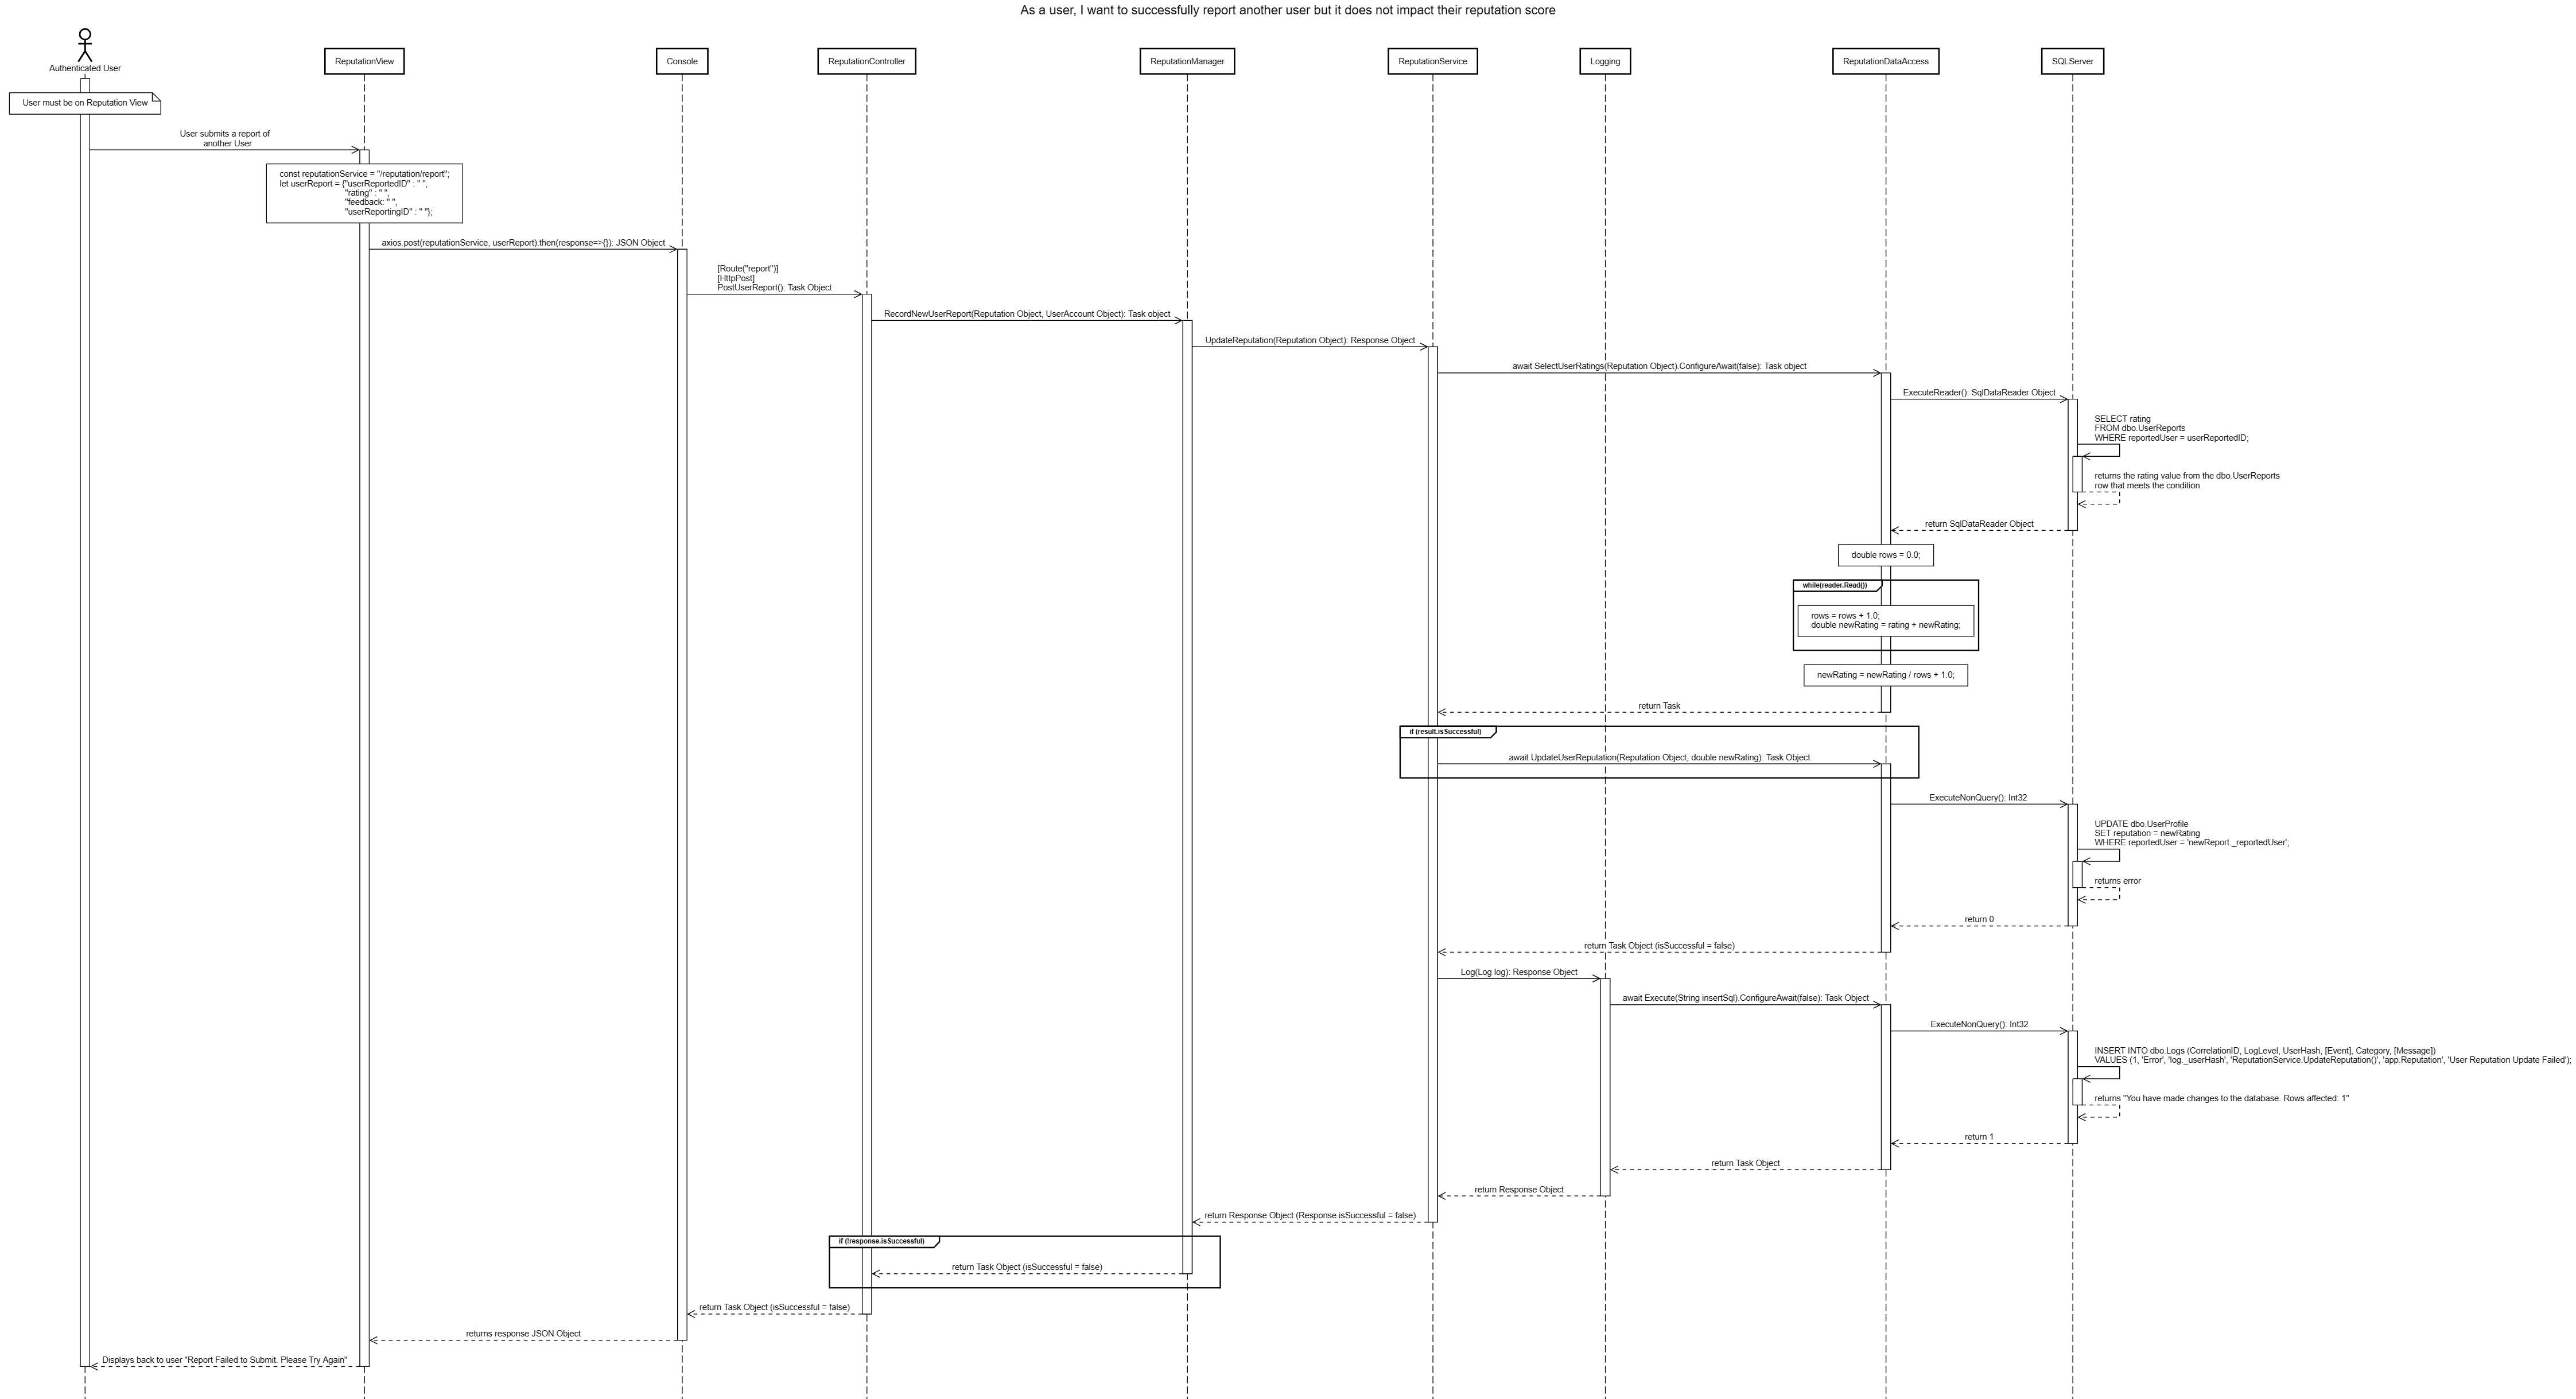 As a user, I want to successfully report another user but it does not impact their reputation score
Authenticated User
ReputationView
Console
ReputationController
ReputationManager
ReputationService
Logging
ReputationDataAccess
SQLServer
User must be on Reputation View
User submits a report of
another User
const reputationService = "/reputation/report";
let userReport = {"userReportedID" : " ",
"rating" : " ",
"feedback: " ",
"userReportingID" : " "};
axios.post(reputationService, userReport).then(response=>{}): JSON Object
[Route("report")]
[HttpPost]
PostUserReport(): Task Object
RecordNewUserReport(Reputation Object, UserAccount Object): Task object
UpdateReputation(Reputation Object): Response Object
await SelectUserRatings(Reputation Object).ConfigureAwait(false): Task object
ExecuteReader(): SqlDataReader Object
SELECT rating
FROM dbo.UserReports
WHERE reportedUser = userReportedID;
returns the rating value from the dbo.UserReports
row that meets the condition
return SqlDataReader Object
double rows = 0.0;
while(reader.Read())
rows = rows + 1.0;
double newRating = rating + newRating;
newRating = newRating / rows + 1.0;
return Task
if (result.isSuccessful)
await UpdateUserReputation(Reputation Object, double newRating): Task Object
ExecuteNonQuery(): Int32
UPDATE dbo.UserProfile
SET reputation = newRating
WHERE reportedUser = 'newReport._reportedUser';
returns error
return 0
return Task Object (isSuccessful = false)
Log(Log log): Response Object
await Execute(String insertSql).ConfigureAwait(false): Task Object
ExecuteNonQuery(): Int32
INSERT INTO dbo.Logs (CorrelationID, LogLevel, UserHash, [Event], Category, [Message])
VALUES (1, 'Error', 'log._userHash', 'ReputationService.UpdateReputation()', 'app.Reputation', 'User Reputation Update Failed');
returns "You have made changes to the database. Rows affected: 1"
return 1
return Task Object
return Response Object
return Response Object (Response.isSuccessful = false)
if (!response.isSuccessful)
return Task Object (isSuccessful = false)
return Task Object (isSuccessful = false)
returns response JSON Object
Displays back to user "Report Failed to Submit. Please Try Again"